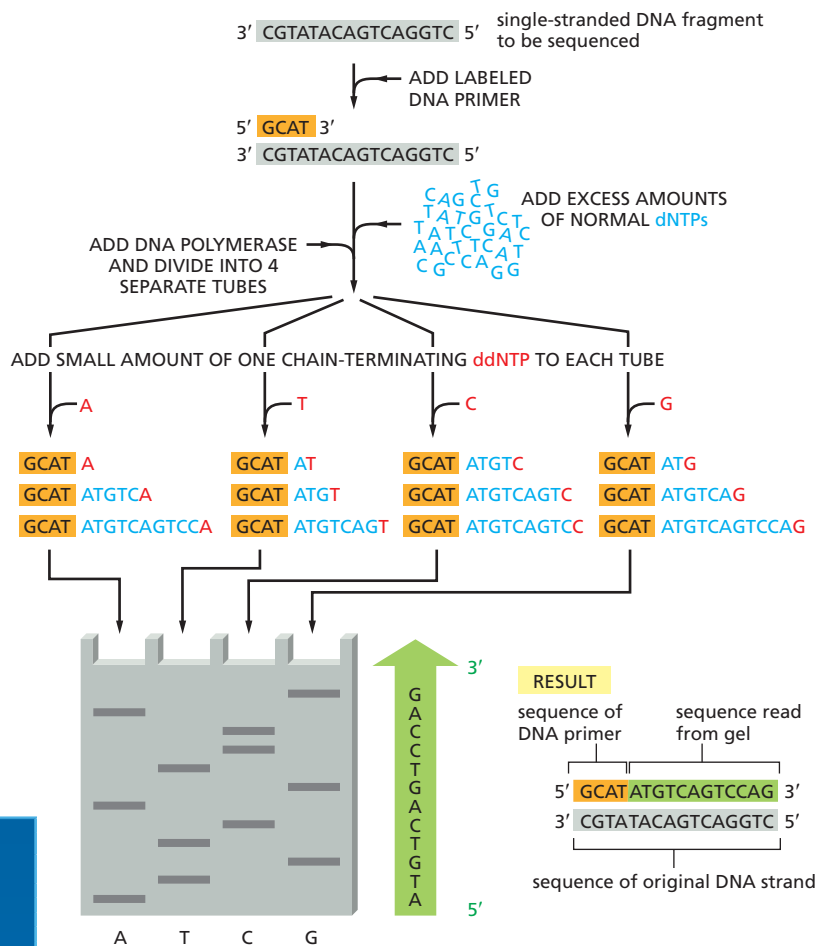 3′ CGTATACAGTCAGGTC 5′
single-stranded DNA fragment
to be sequenced
ADD LABELED
DNA PRIMER
5′ GCAT 3′
3′ CGTATACAGTCAGGTC 5′
ADD EXCESS AMOUNTS
OF NORMAL dNTPs
C A G C T G
T A T G T C T
T A T C G A C
A A C T T C A T
C G C C A G G
ADD DNA POLYMERASE
AND DIVIDE INTO 4
SEPARATE TUBES
ADD SMALL AMOUNT OF ONE CHAIN-TERMINATING ddNTP TO EACH TUBE
A
T
C
G
GCAT A
GCAT ATGTCA
GCAT ATGTCAGTCCA
GCAT AT
GCAT ATGT
GCAT ATGTCAGT
GCAT ATGTC
GCAT ATGTCAGTC
GCAT ATGTCAGTCC
GCAT ATG
GCAT ATGTCAG
GCAT ATGTCAGTCCAG
3′
G
A
C
C
T
G
A
C
T
G
T
A
5′
A T C G
RESULT
sequence of
DNA primer
sequence read
from gel
5′ GCATATGTCAGTCCAG 3′
3′ CGTATACAGTCAGGTC 5′
sequence of original DNA strand